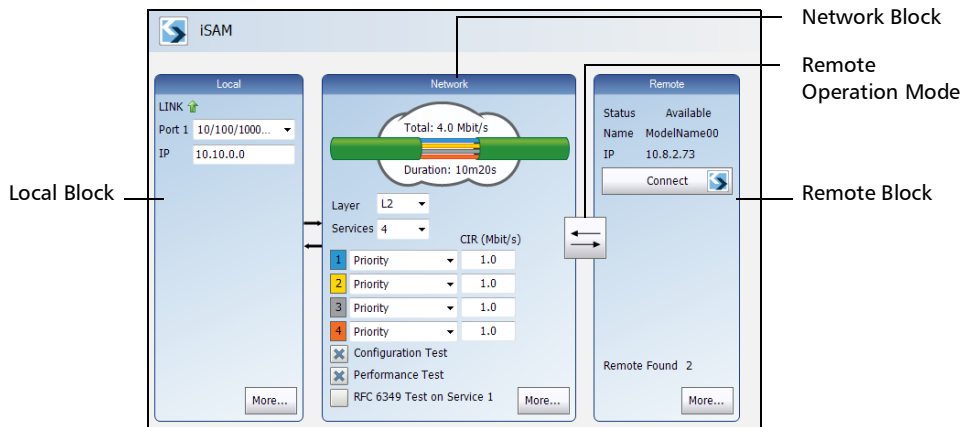 iSAM
Network Block
Remote
Operation Mode
Local Block
Remote Block
Local
LINK
Port 1 10/100/1000...
IP 10.10.0.0
More...
Network
Total: 4.0 Mbit/s
Duration: 10m20s
Layer L2
Services 4
CIR (Mbit/s)
1 Priority 1.0
2 Priority 1.0
3 Priority 1.0
4 Priority 1.0
Configuration Test
Performance Test
RFC 6349 Test on Service 1
More...
Remote
Status Available
Name ModelName00
IP 10.8.2.73
Connect
Remote Found 2
More...